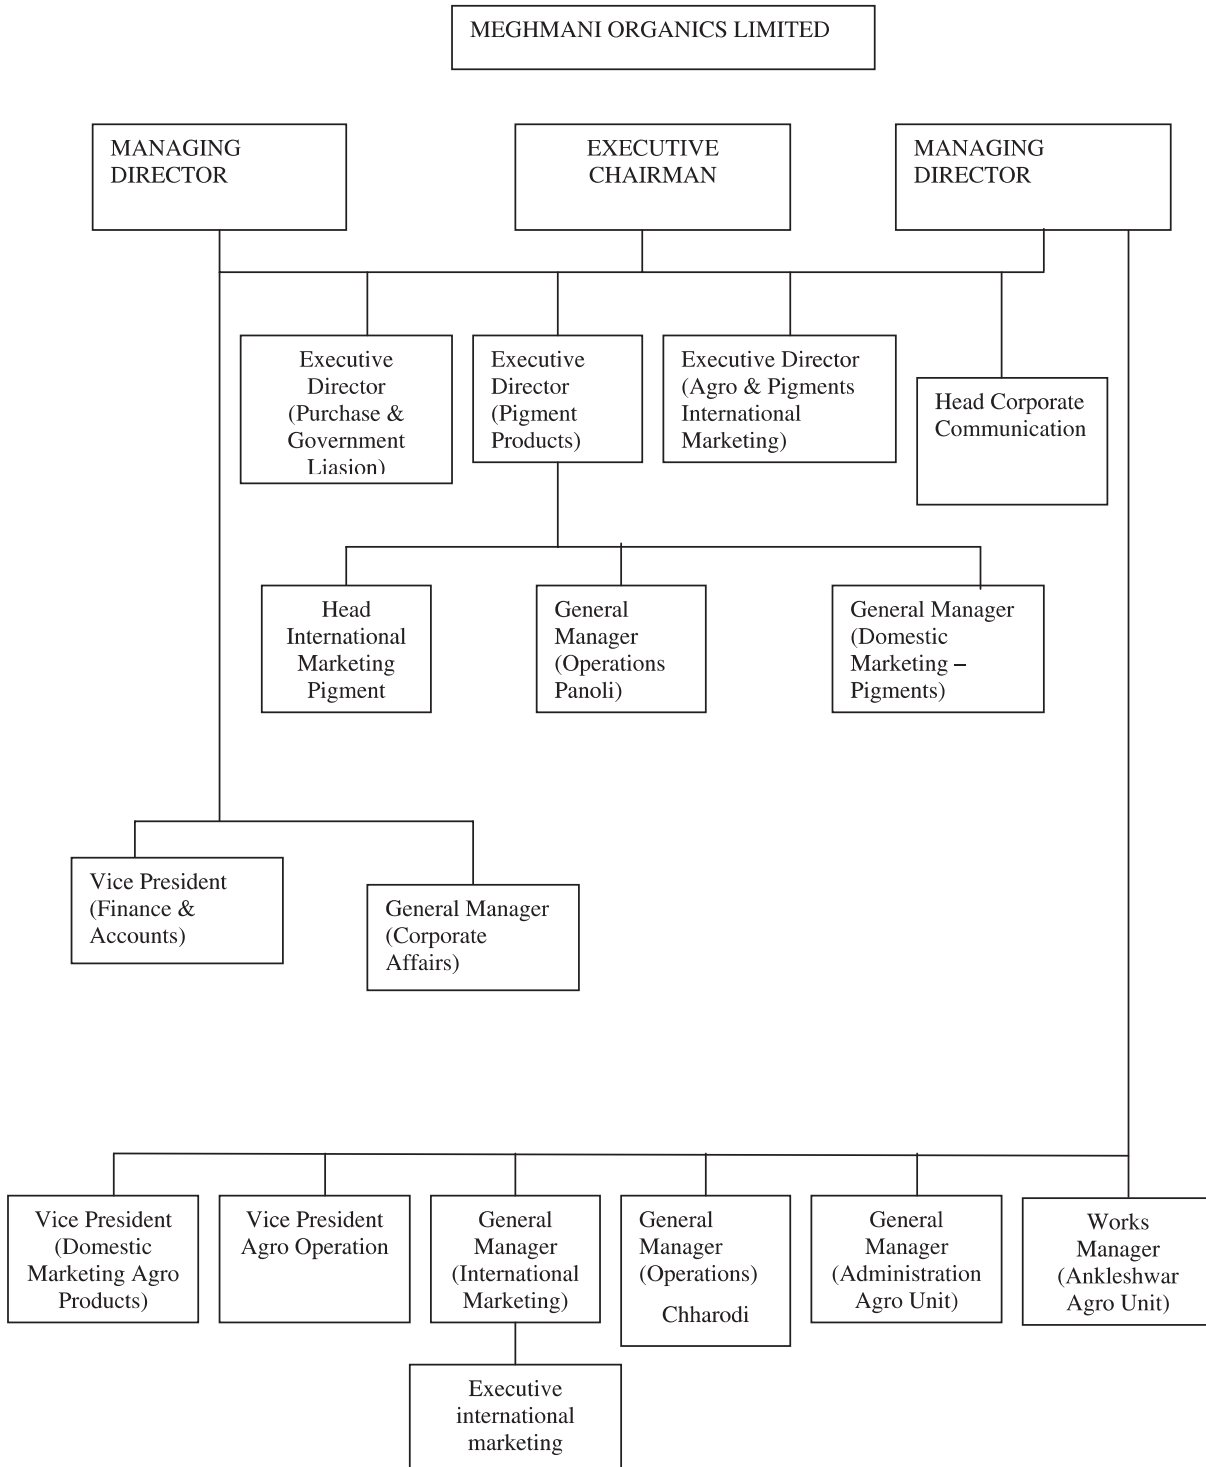 MEGHMANI ORGANICS LIMITED
MANAGING
DIRECTOR
EXECUTIVE
CHAIRMAN
MANAGING
DIRECTOR
Executive
Director
(Purchase &
Government
Liasion)
Executive
Director
(Pigment
Products)
Executive Director
(Agro & Pigments
International
Marketing)
Head Corporate
Communication
Head
International
Marketing
Pigment
General
Manager
(Operations
Panoli)
General Manager
(Domestic
Marketing –
Pigments)
Vice President
(Finance &
Accounts)
General Manager
(Corporate
Affairs)
Vice President
(Domestic
Marketing Agro
Products)
Vice President
Agro Operation
General
Manager
(International
Marketing)
General
Manager
(Operations)
Chharodi
General
Manager
(Administration
Agro Unit)
Works
Manager
(Ankleshwar
Agro Unit)
Executive
international
marketing